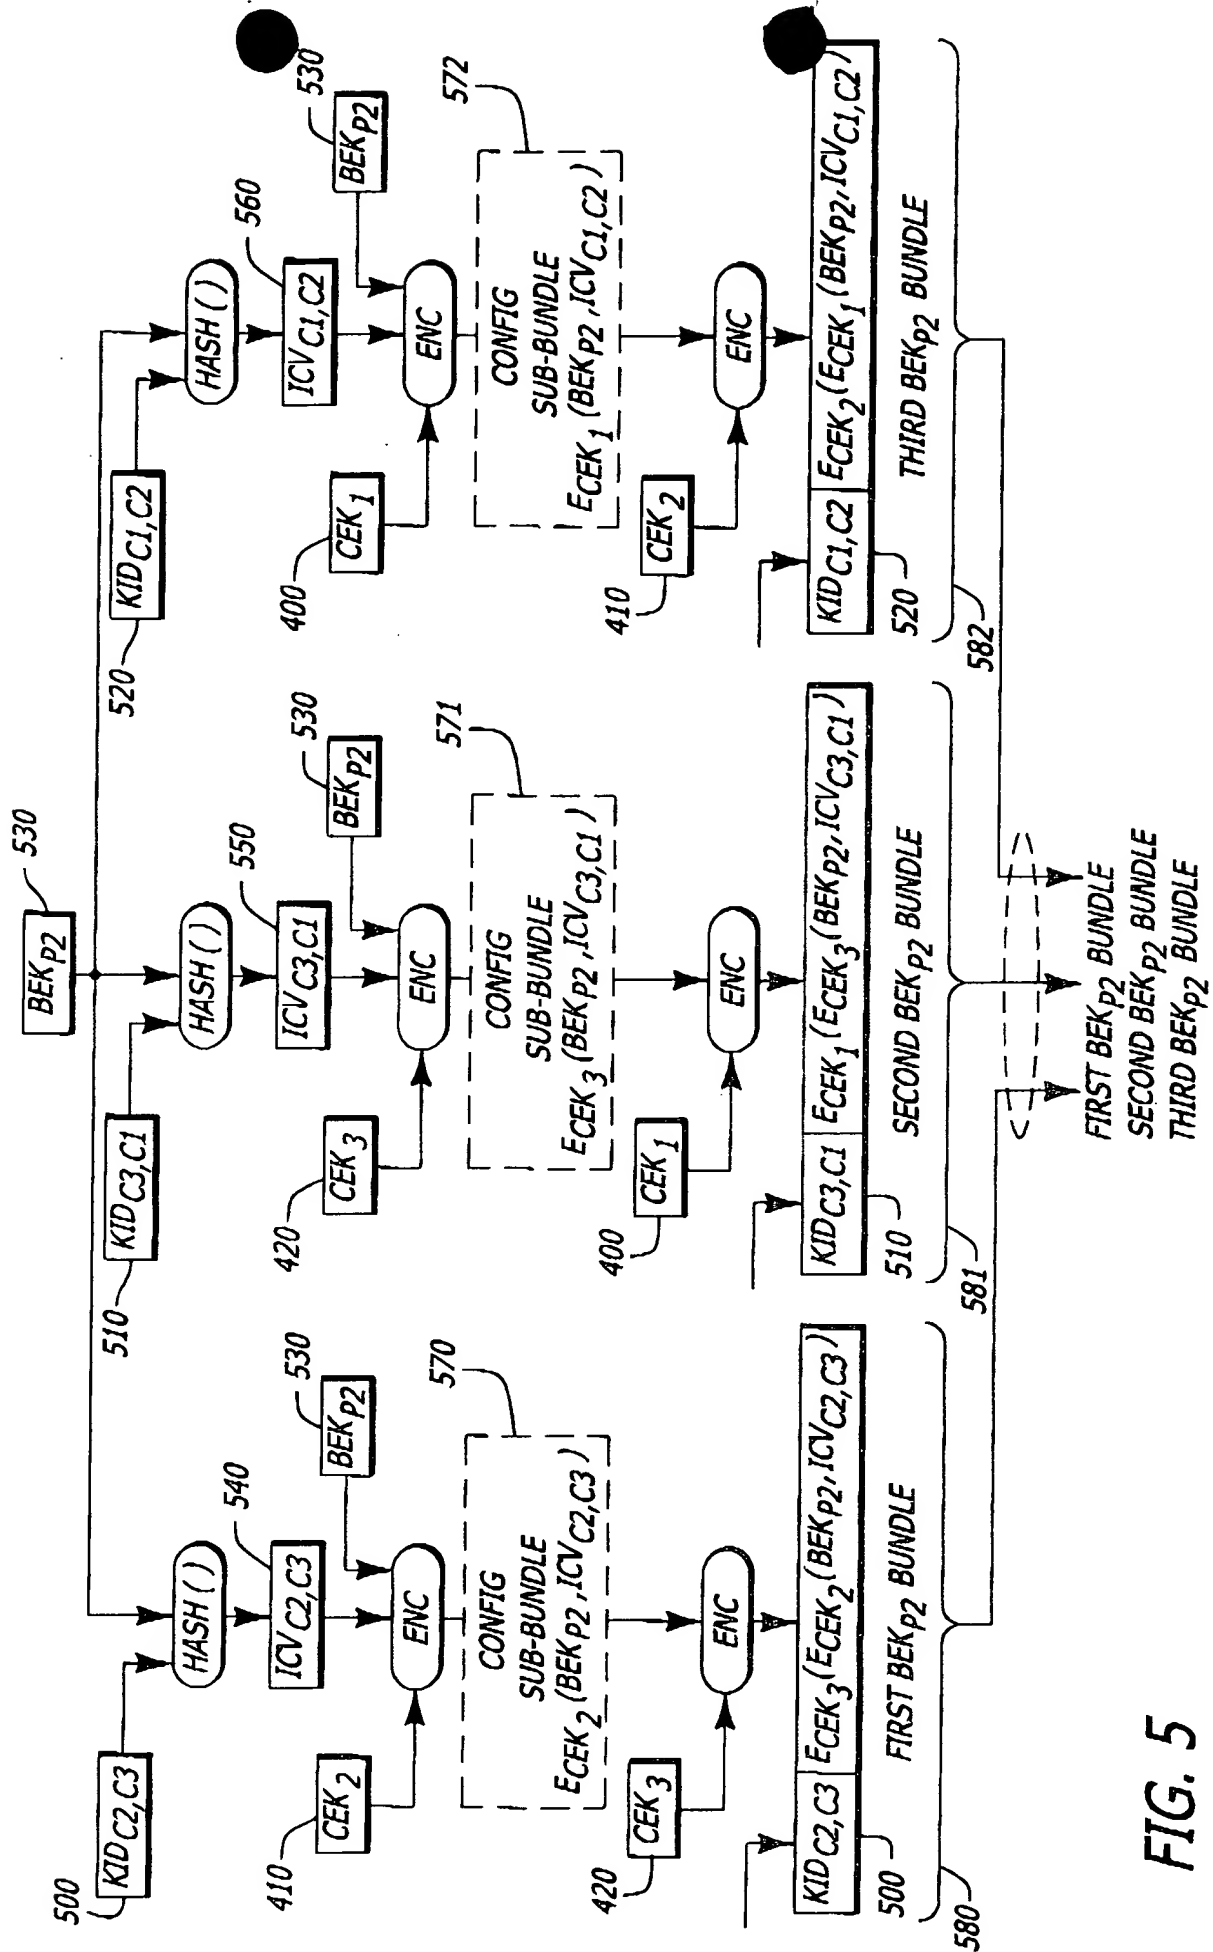 BEKP2
530
KIDC2,C3
500
HASH ( )
ICVC2,C3
540
BEKP2
530
CEK2
410
ENC
CONFIG
SUB-BUNDLE
ECEK2 (BEKP2, ICVC2,C3)
570
CEK3
420
ENC
KIDC2,C3
ECEK3 (ECEK2 (BEKP2, ICVC2,C3)
500
FIRST BEKP2 BUNDLE
580
KIDC3,C1
510
HASH ( )
ICVC3,C1
550
BEKP2
530
CEK3
420
ENC
CONFIG
SUB-BUNDLE
ECEK3 (BEKP2, ICVC3,C1)
571
CEK1
400
ENC
KIDC3,C1
ECEK1 (ECEK3 (BEKP2, ICVC3,C1)
510
SECOND BEKP2 BUNDLE
581
KIDC1,C2
520
HASH ( )
ICVC1,C2
560
BEKP2
530
CEK1
400
ENC
CONFIG
SUB-BUNDLE
ECEK1 (BEKP2, ICVC1,C2)
572
CEK2
410
ENC
KIDC1,C2
ECEK2 (ECEK1 (BEKP2, ICVC1,C2)
520
THIRD BEKP2 BUNDLE
582
FIRST BEKP2 BUNDLE
SECOND BEKP2 BUNDLE
THIRD BEKP2 BUNDLE
FIG. 5